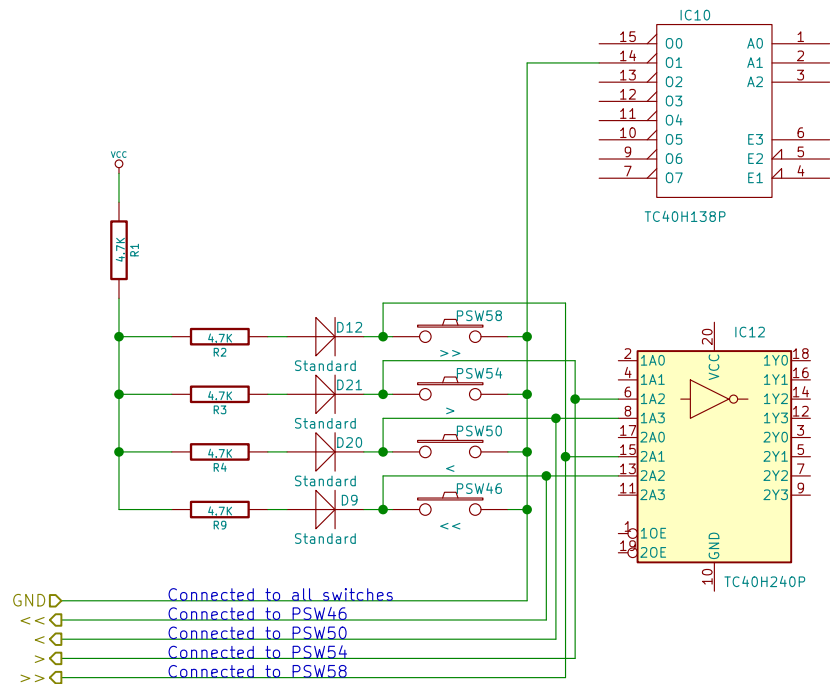 IC10
15 O0 A0 1
14 O1 A1 2
13 O2 A2 3
12 O3
11 O4
10 O5 E3 6
9 O6 E2 5
7 O7 E1 4
TC40H138P
VCC
4.7K
R1
4.7K
R2
D12
Standard
PSW58
>>
4.7K
R3
D21
Standard
PSW54
>
4.7K
R4
D20
Standard
PSW50
<
4.7K
R9
D9
Standard
PSW46
<<
IC12
20
VCC
2 1A0 1Y0 18
4 1A1 1Y1 16
6 1A2 1Y2 14
8 1A3 1Y3 12
17 2A0 2Y0 3
15 2A1 2Y1 5
13 2A2 2Y2 7
11 2A3 2Y3 9
1 1OE
19 2OE
GND
10
TC40H240P
GND Connected to all switches
<< Connected to PSW46
< Connected to PSW50
> Connected to PSW54
>> Connected to PSW58